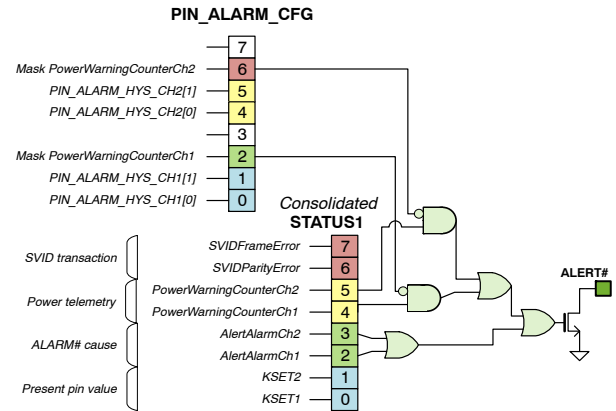 PIN_ALARM_CFG
7
Mask PowerWarningCounterCh2 6
PIN_ALARM_HYS_CH2[1] 5
PIN_ALARM_HYS_CH2[0] 4
3
Mask PowerWarningCounterCh1 2
PIN_ALARM_HYS_CH1[1] 1
PIN_ALARM_HYS_CH1[0] 0
Consolidated
STATUS1
SVID transaction
SVIDFrameError 7
SVIDParityError 6
Power telemetry
PowerWarningCounterCh2 5
PowerWarningCounterCh1 4
ALARM# cause
AlertAlarmCh2 3
AlertAlarmCh1 2
Present pin value
KSET2 1
KSET1 0
ALERT#